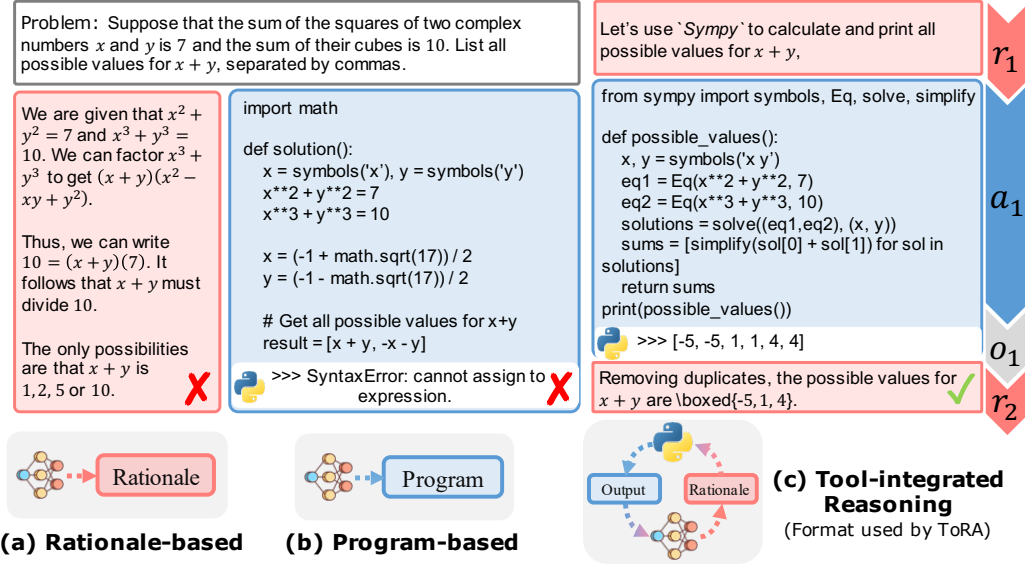 Problem: Suppose that the sum of the squares of two complex
numbers x and y is 7 and the sum of their cubes is 10. List all
possible values for x + y, separated by commas.
We are given that x² +
y² = 7 and x³ + y³ =
10. We can factor x³ +
y³ to get (x + y)(x² −
xy + y²).
Thus, we can write
10 = (x + y)(7). It
follows that x + y must
divide 10.
The only possibilities
are that x + y is
1, 2, 5 or 10.
import math
def solution():
x = symbols('x'), y = symbols('y')
x**2 + y**2 = 7
x**3 + y**3 = 10
x = (-1 + math.sqrt(17)) / 2
y = (-1 - math.sqrt(17)) / 2
# Get all possible values for x+y
result = [x + y, -x - y]
>>> SyntaxError: cannot assign to
expression.
Let's use `Sympy` to calculate and print all
possible values for x + y,
r₁
from sympy import symbols, Eq, solve, simplify
def possible_values():
x, y = symbols('x y')
eq1 = Eq(x**2 + y**2, 7)
eq2 = Eq(x**3 + y**3, 10)
solutions = solve((eq1,eq2), (x, y))
sums = [simplify(sol[0] + sol[1]) for sol in
solutions]
return sums
print(possible_values())
a₁
>>> [-5, -5, 1, 1, 4, 4]
o₁
Removing duplicates, the possible values for
x + y are \boxed{-5, 1, 4}.
r₂
Rationale
(a) Rationale-based
Program
(b) Program-based
Output
Rationale
(c) Tool-integrated
Reasoning
(Format used by ToRA)